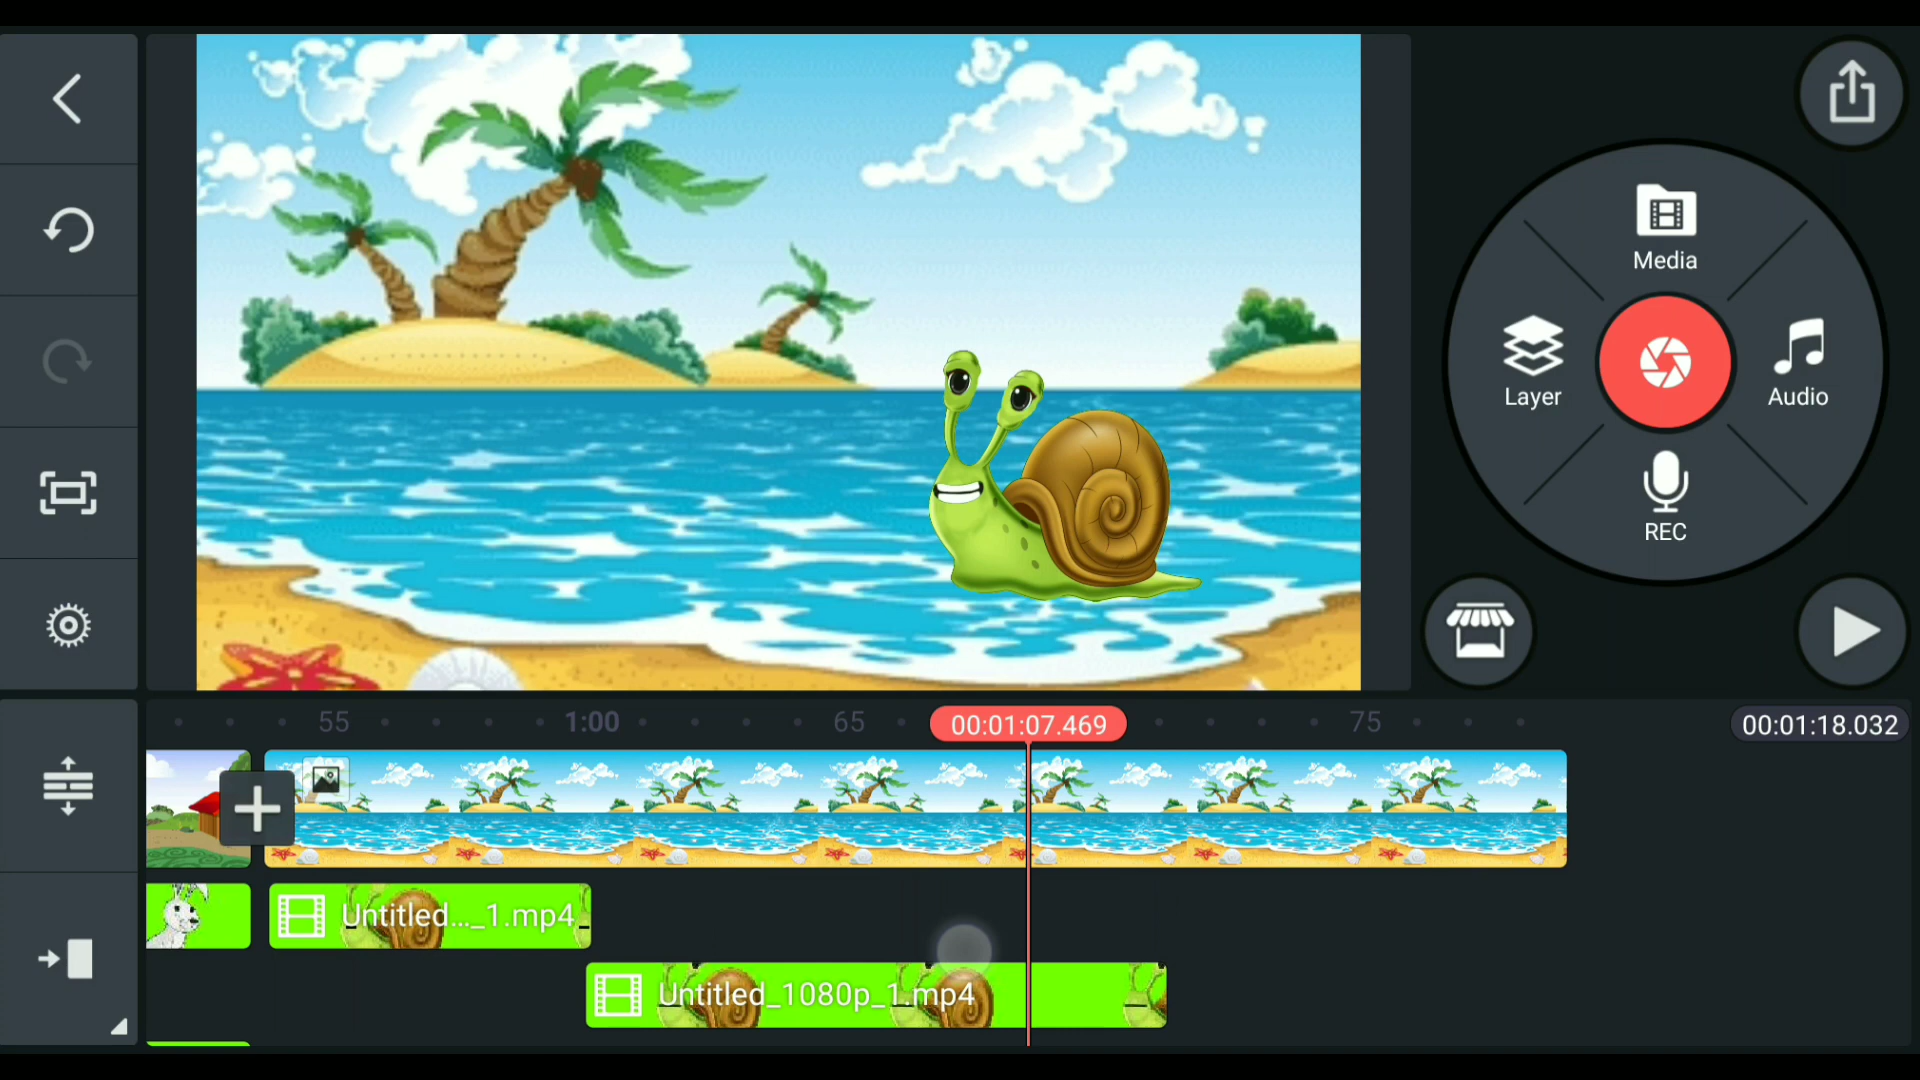 Media
Layer
Audio
REC
55
1:00
65
00:01:07.469
75
00:01:18.032
Untitled..._1.mp4
Untitled_1080p_1.mp4